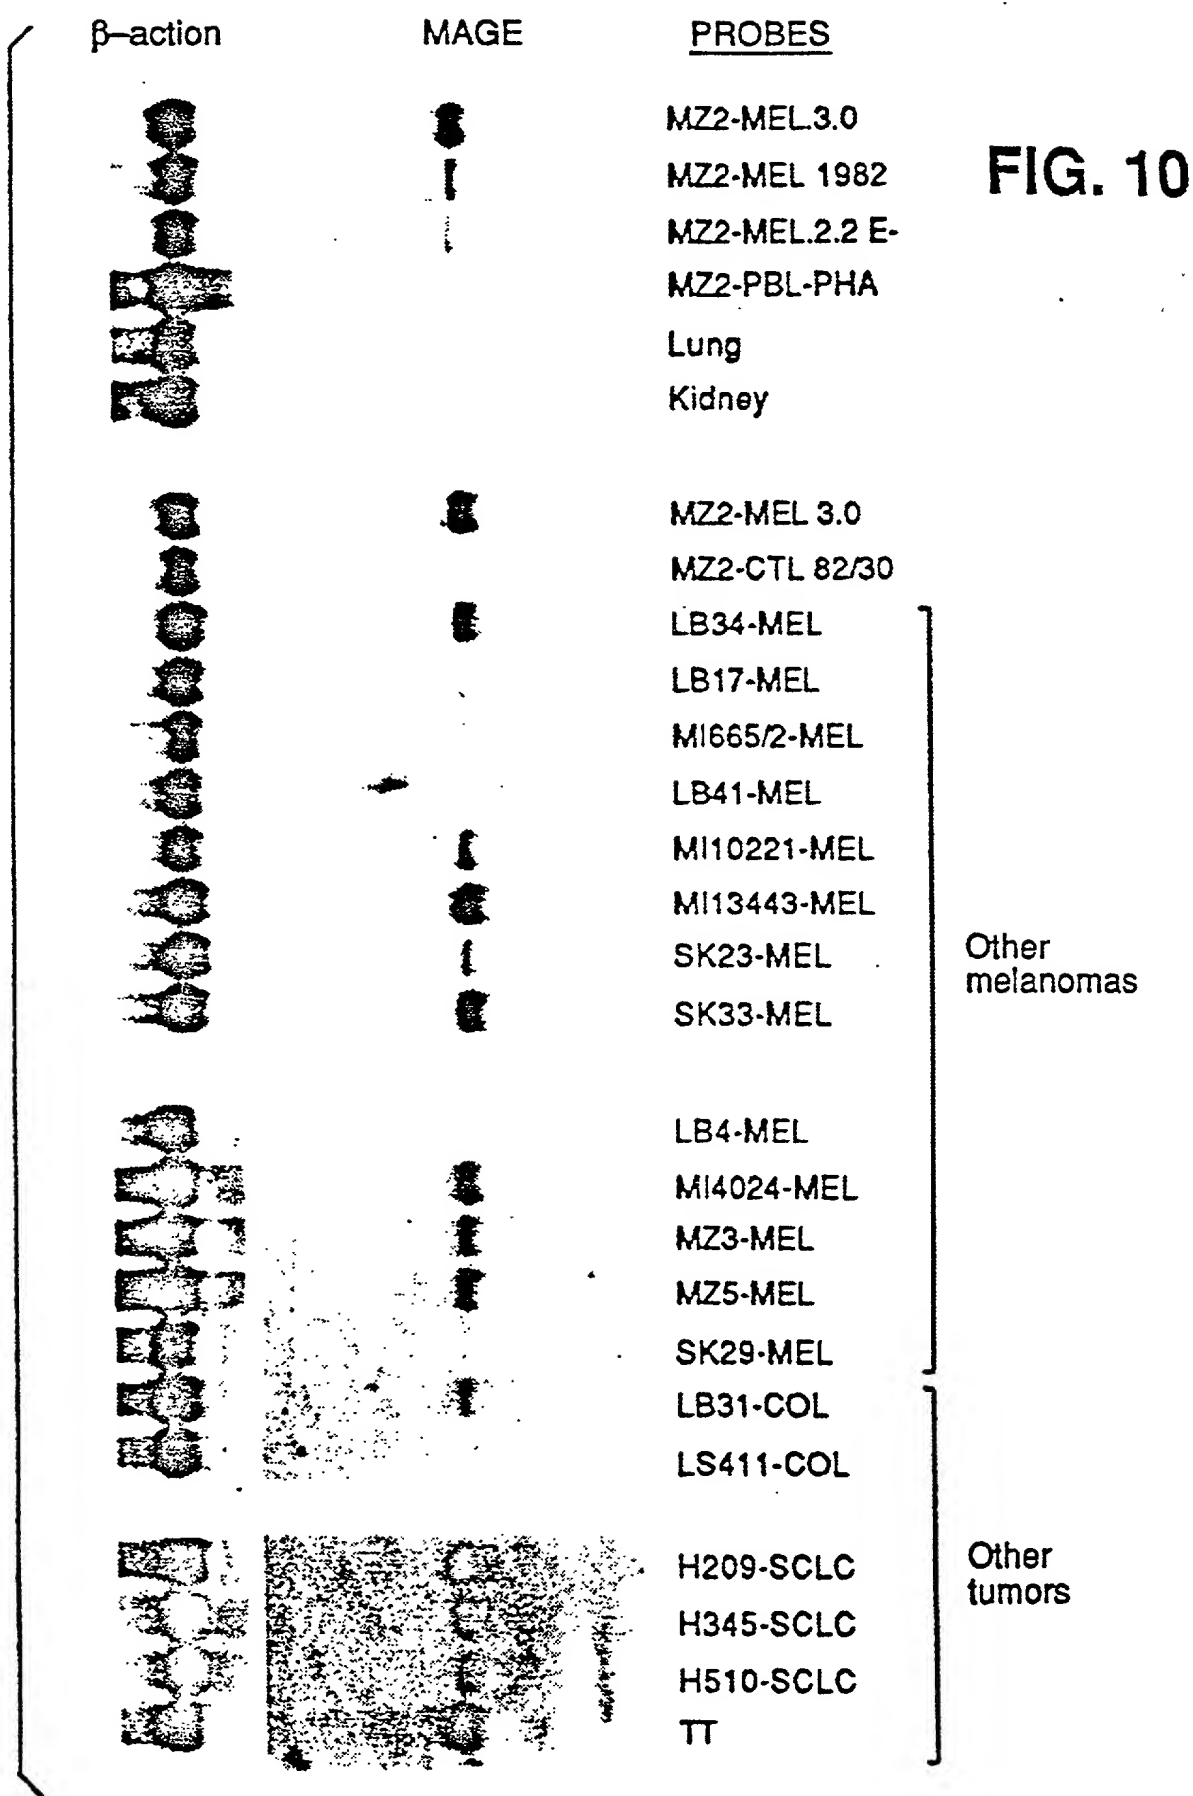 β–action MAGE PROBES
MZ2-MEL.3.0
MZ2-MEL 1982
FIG. 10
MZ2-MEL.2.2 E-
MZ2-PBL-PHA
Lung
Kidney
MZ2-MEL 3.0
MZ2-CTL 82/30
LB34-MEL
LB17-MEL
MI665/2-MEL
LB41-MEL
MI10221-MEL
MI13443-MEL
SK23-MEL
SK33-MEL
Other
melanomas
LB4-MEL
MI4024-MEL
MZ3-MEL
MZ5-MEL
SK29-MEL
LB31-COL
LS411-COL
H209-SCLC
H345-SCLC
H510-SCLC
TT
Other
tumors